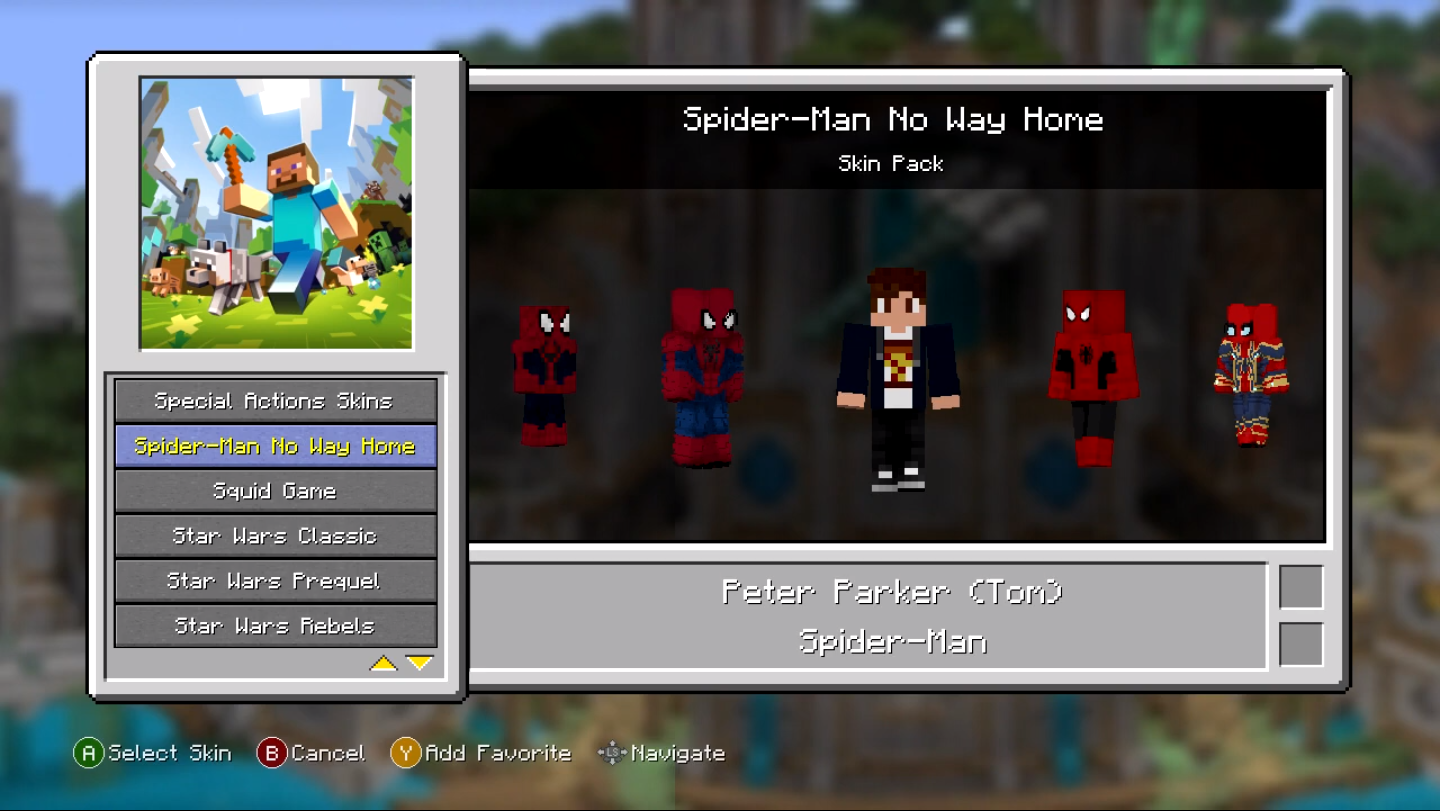 Spider-Man No Way Home
Skin Pack
Special Actions Skins
Spider-Man No Way Home
Squid Game
Star Wars Classic
Star Wars Prequel
Star Wars Rebels
Peter Parker (Tom)
Spider-Man
A Select Skin B Cancel Y Add Favorite LS Navigate